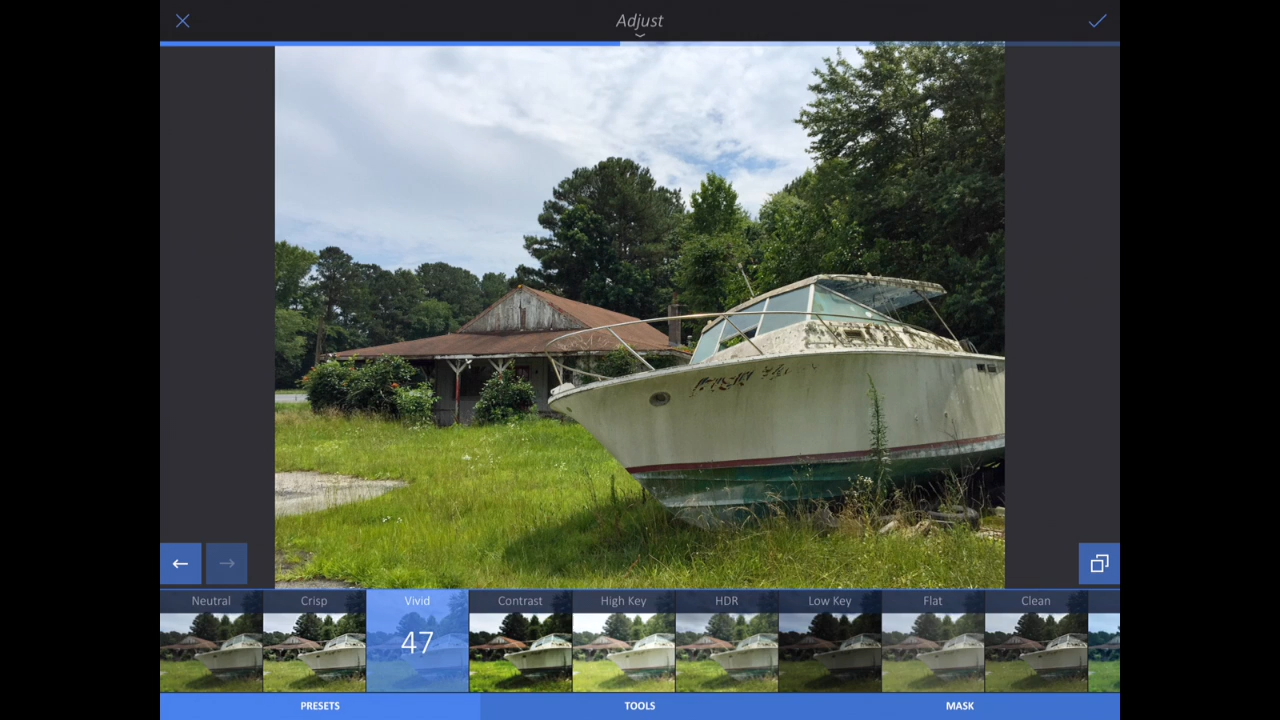 Adjust
Neutral Crisp Vivid Contrast High Key HDR Low Key Flat Clean
47
PRESETS TOOLS MASK